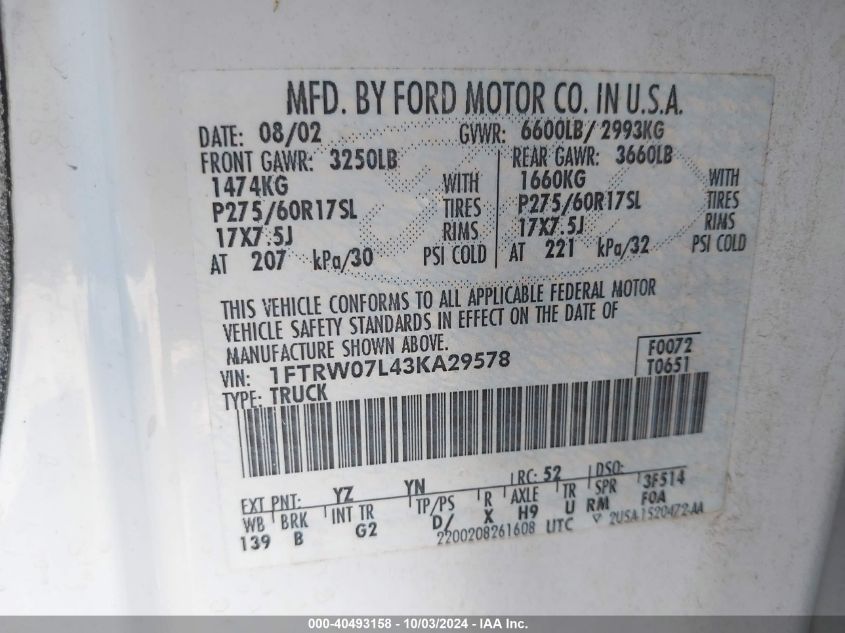 MFD. BY FORD MOTOR CO. IN U.S.A.
DATE: 08/02 GVWR: 6600LB/ 2993KG
FRONT GAWR: 3250LB REAR GAWR: 3660LB
1474KG WITH 1660KG WITH
P275/60R17SL TIRES P275/60R17SL TIRES
17X7.5J RIMS 17X7.5J RIMS
AT 207 kPa/30 PSI COLD AT 221 kPa/32 PSI COLD
THIS VEHICLE CONFORMS TO ALL APPLICABLE FEDERAL MOTOR
VEHICLE SAFETY STANDARDS IN EFFECT ON THE DATE OF
MANUFACTURE SHOWN ABOVE.
VIN: 1FTRW07L43KA29578 F0072
TYPE: TRUCK T0651
EXT PNT: YZ YN RC: 52 DSO: 3F514
WB BRK INT TR TP/PS R AXLE TR SPR F0A
139 B G2 D/ X H9 U RM
2200208261608 UTC ▽ 2USA1520472-AA
000-40493158 - 10/03/2024 - IAA Inc.